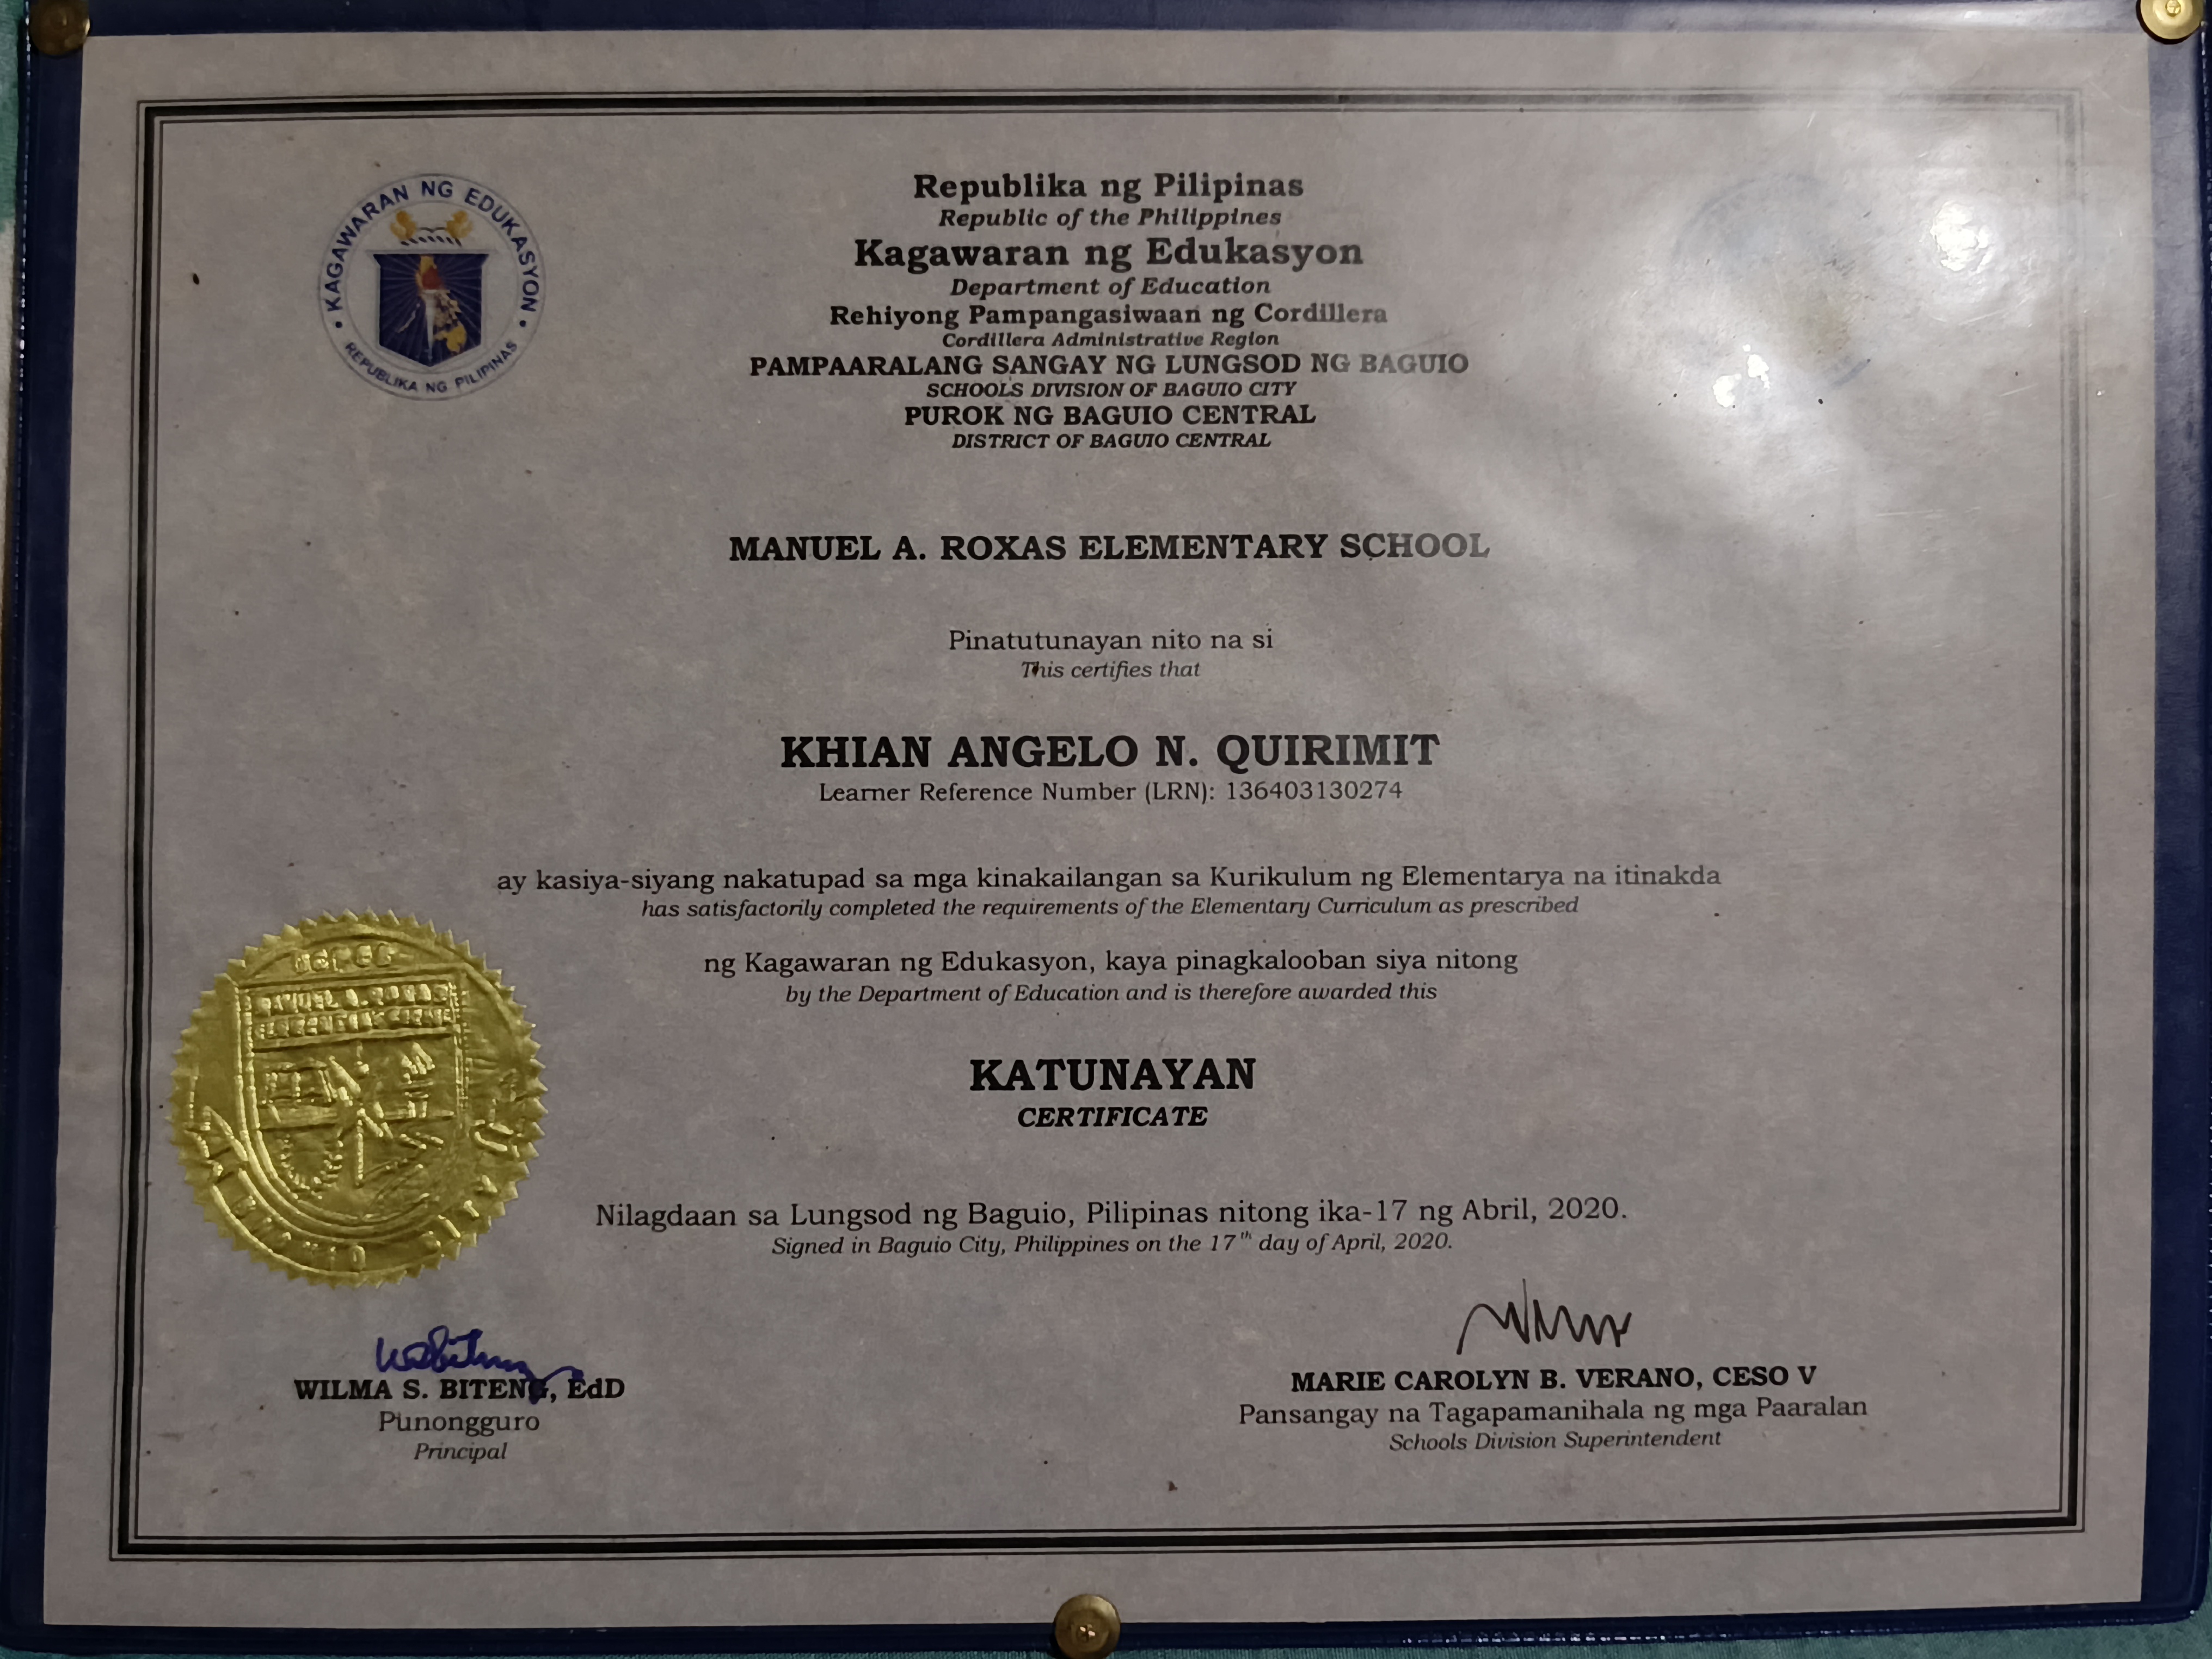 KAGAWARAN NG EDUKASYON
REPUBLIKA NG PILIPINAS
Republika ng Pilipinas
Republic of the Philippines
Kagawaran ng Edukasyon
Department of Education
Rehiyong Pampangasiwaan ng Cordillera
Cordillera Administrative Region
PAMPAARALANG SANGAY NG LUNGSOD NG BAGUIO
SCHOOLS DIVISION OF BAGUIO CITY
PUROK NG BAGUIO CENTRAL
DISTRICT OF BAGUIO CENTRAL
MANUEL A. ROXAS ELEMENTARY SCHOOL
Pinatutunayan nito na si
This certifies that
KHIAN ANGELO N. QUIRIMIT
Learner Reference Number (LRN): 136403130274
ay kasiya-siyang nakatupad sa mga kinakailangan sa Kurikulum ng Elementarya na itinakda
has satisfactorily completed the requirements of the Elementary Curriculum as prescribed
ng Kagawaran ng Edukasyon, kaya pinagkalooban siya nitong
by the Department of Education and is therefore awarded this
KATUNAYAN
CERTIFICATE
Nilagdaan sa Lungsod ng Baguio, Pilipinas nitong ika-17 ng Abril, 2020.
Signed in Baguio City, Philippines on the 17th day of April, 2020.
WILMA S. BITENG, EdD
Punongguro
Principal
MARIE CAROLYN B. VERANO, CESO V
Pansangay na Tagapamanihala ng mga Paaralan
Schools Division Superintendent